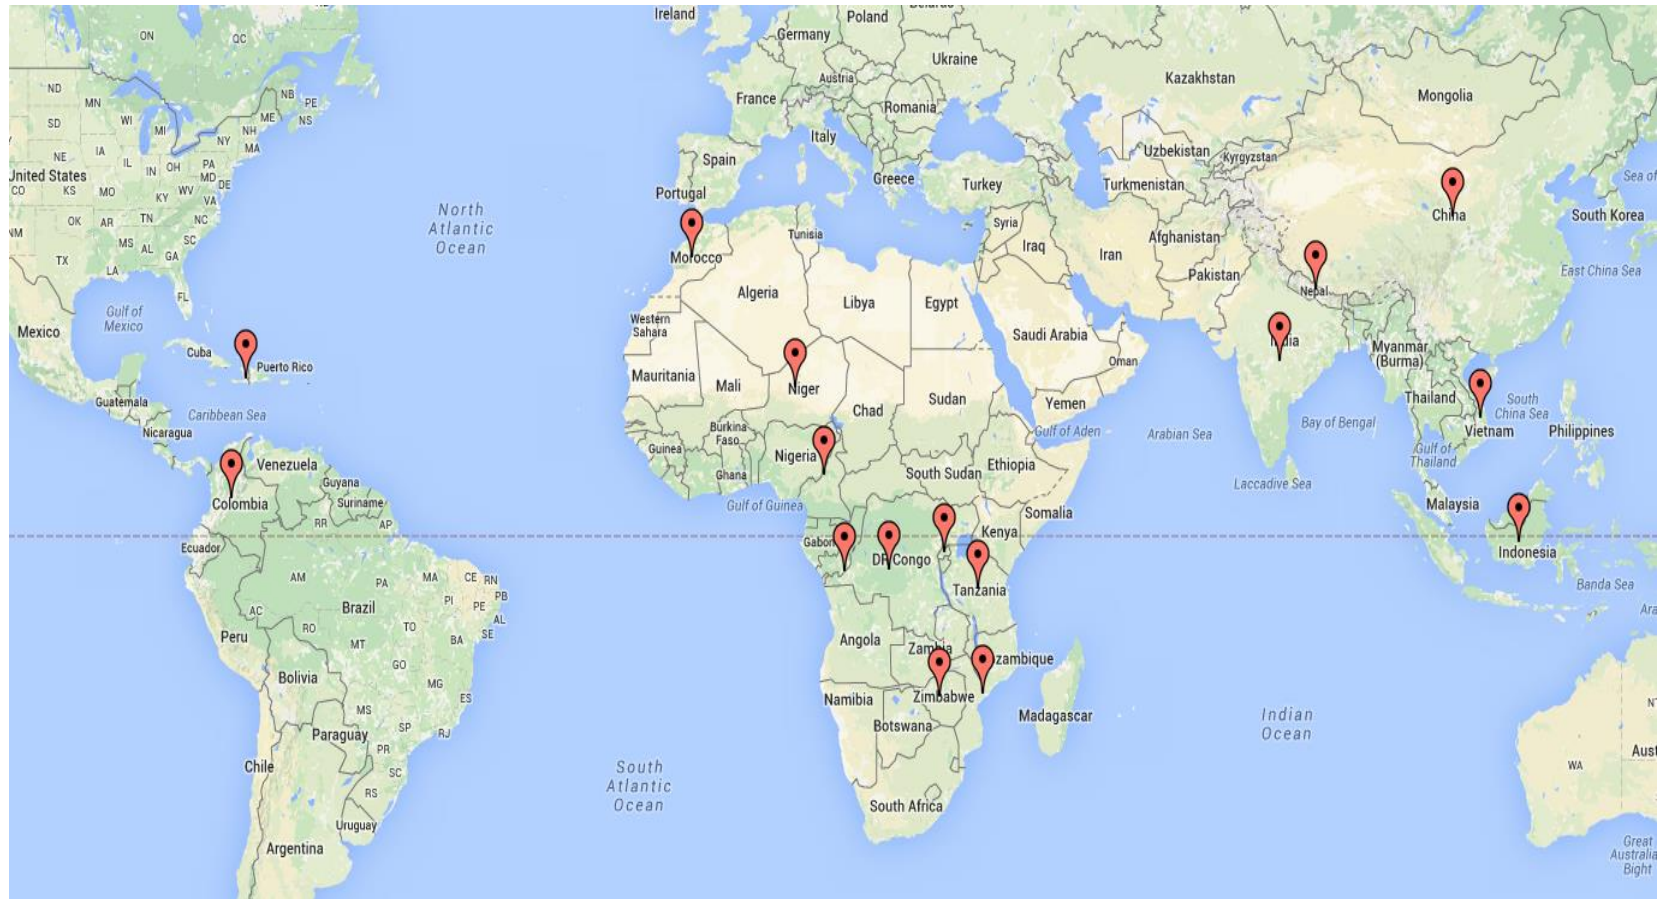 Ireland
Poland
Germany
Ukraine
Kazakhstan
Austria
France
Romania
Mongolia
Italy
Uzbekistan
Kyrgyzstan
Spain
Greece
Turkey
Turkmenistan
Portugal
China
South Korea
Sea of
Syria
Afghanistan
Tunisia
Iraq
Iran
Morocco
Pakistan
East China Sea
Nepal
Algeria
Libya
Egypt
Western
Sahara
Saudi Arabia
Oman
Myanmar
(Burma)
Mauritania
Mali
Niger
Chad
Sudan
Yemen
Thailand
South
China Sea
Gulf of Aden
Arabian Sea
Bay of Bengal
Vietnam
Philippines
Burkina
Faso
Guinea
Ghana
Nigeria
South Sudan
Ethiopia
Gulf of
Thailand
Laccadive Sea
Gulf of Guinea
Somalia
Malaysia
Gabon
DR Congo
Kenya
Indonesia
Tanzania
Banda Sea
Ara
Angola
Zambia
zambique
Namibia
Zimbabwe
Botswana
Madagascar
South Africa
Indian
Ocean
WA
NT
Aust
Great
Australia
Bight
ON
QC
ND
MN
NB
PE
ME
NS
SD
WI
MI
NH
NY
MA
NE
IA
IL
IN
OH
PA
MD
DE
United States
CO
KS
MO
KY
WV
VA
OK
AR
TN
NC
NM
MS
AL
GA
SC
TX
LA
FL
North
Atlantic
Ocean
Gulf of
Mexico
Mexico
Cuba
Puerto Rico
Guatemala
Caribbean Sea
Nicaragua
Venezuela
Guyana
Suriname
Colombia
RR
AP
Ecuador
AM
PA
MA
CE
RN
PB
PI
PE
AL
SE
AC
Brazil
RO
TO
BA
Peru
MT
GO
Bolivia
MG
ES
MS
SP
RJ
Paraguay
PR
Chile
SC
RS
Uruguay
Argentina
South
Atlantic
Ocean